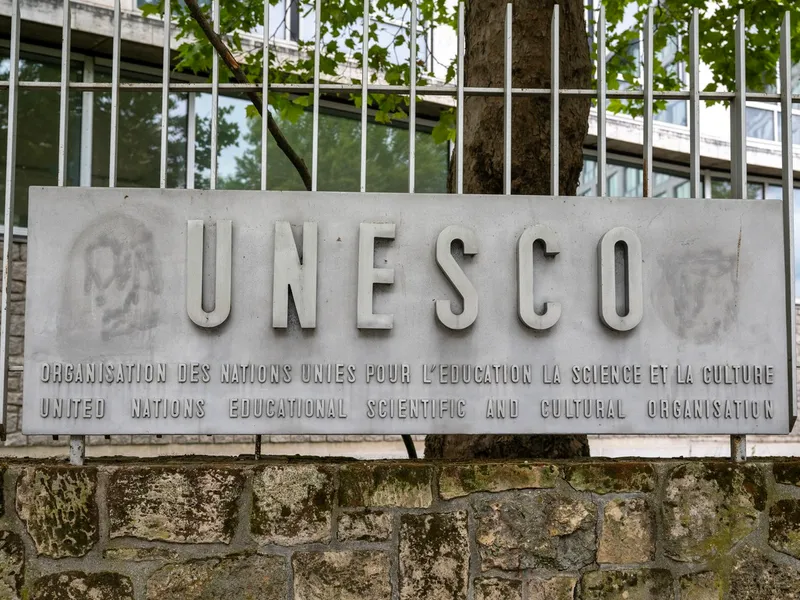 UNESCO
ORGANISATION DES NATIONS UNIES POUR L'EDUCATION LA SCIENCE ET LA CULTURE
UNITED NATIONS EDUCATIONAL SCIENTIFIC AND CULTURAL ORGANISATION